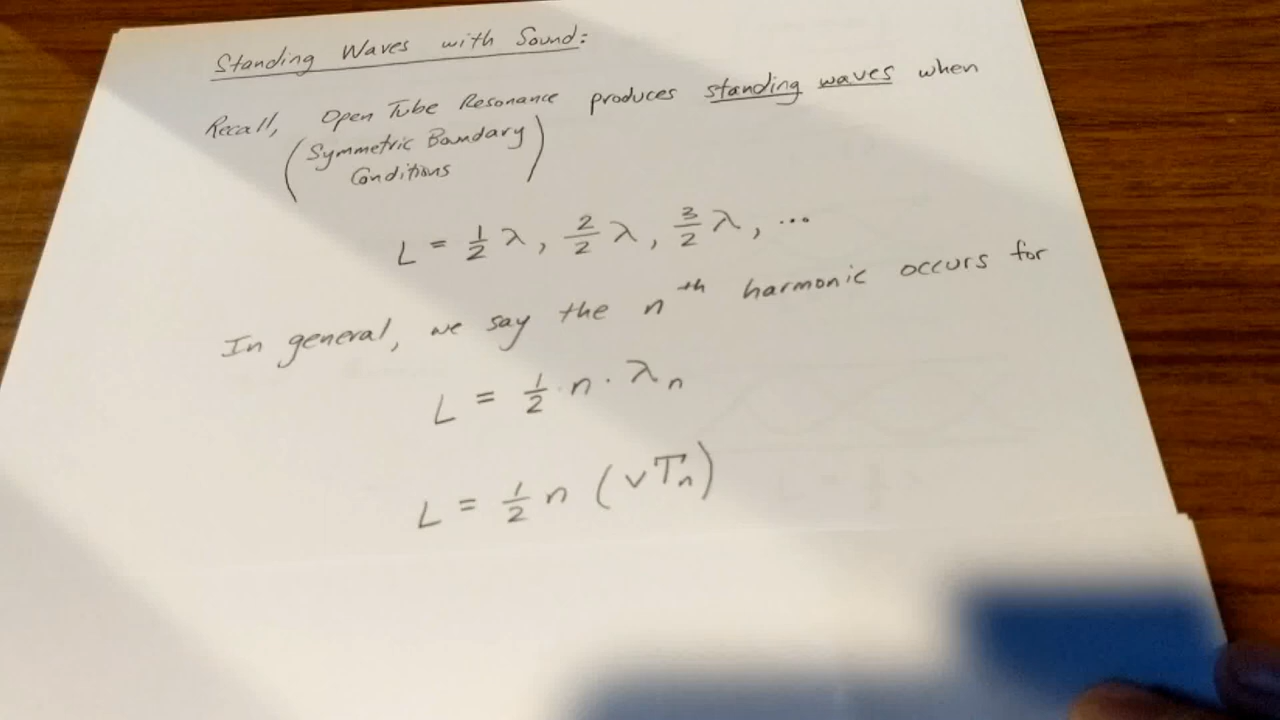 Standing Waves with Sound:
Recall, Open Tube Resonance produces standing waves when
(Symmetric Boundary
Conditions)
L = 1/2 λ, 2/2 λ, 3/2 λ, ...
In general, we say the nᵗʰ harmonic occurs for
L = 1/2 · n · λₙ
L = 1/2 n (vTₙ)